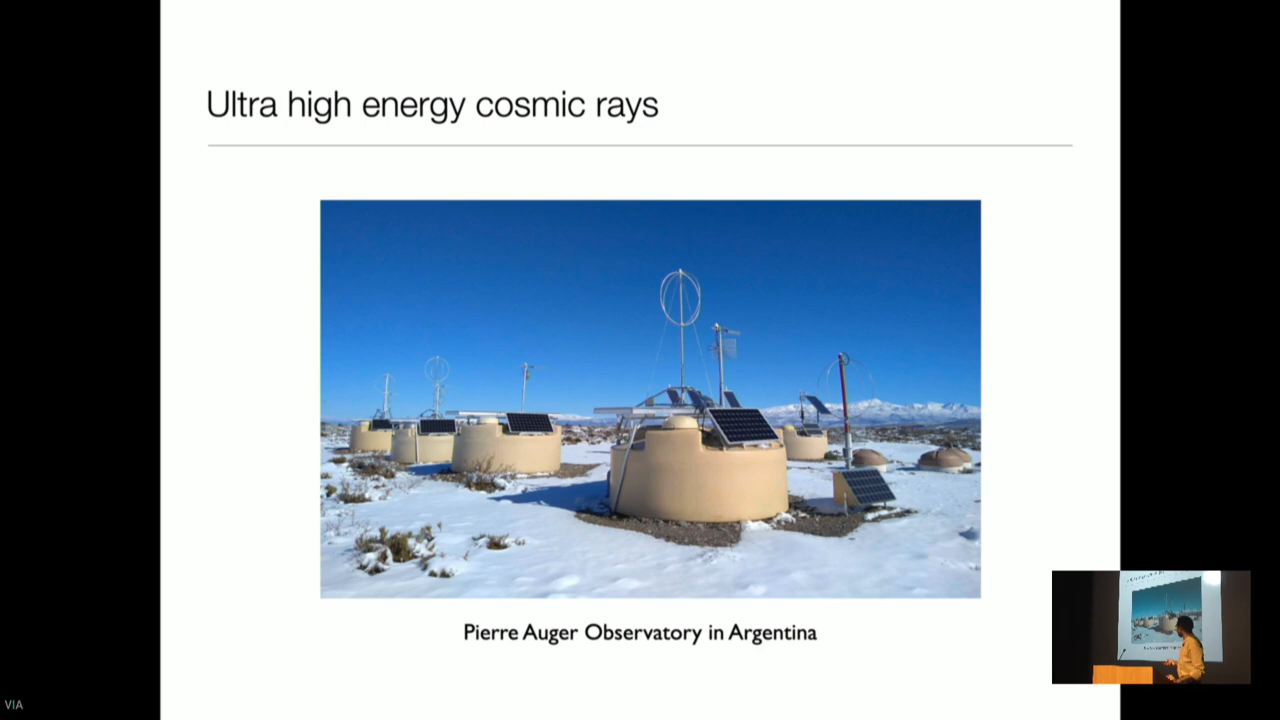 Ultra high energy cosmic rays
Pierre Auger Observatory in Argentina
VIA